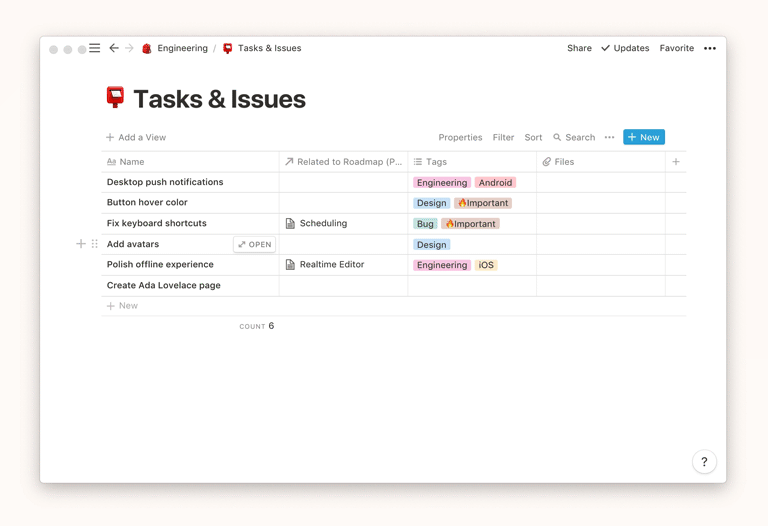 Engineering / Tasks & Issues Share Updates Favorite •••
Tasks & Issues
+ Add a View Properties Filter Sort Search ••• + New
Aa Name Related to Roadmap (P... Tags Files +
Desktop push notifications Engineering Android
Button hover color Design 🔥Important
Fix keyboard shortcuts Scheduling Bug 🔥Important
Add avatars OPEN Design
Polish offline experience Realtime Editor Engineering iOS
Create Ada Lovelace page
+ New
COUNT 6
?